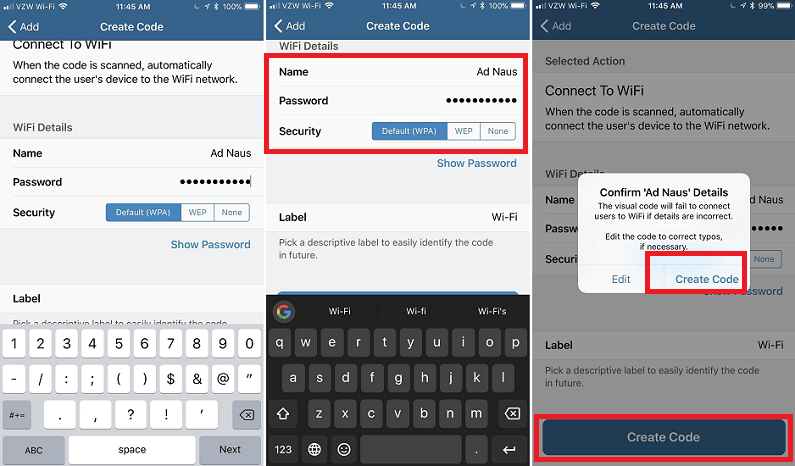 VZW Wi-Fi 11:45 AM 100%
Add Create Code
Connect To WiFi
When the code is scanned, automatically
connect the user's device to the WiFi network.
WiFi Details
Name Ad Naus
Password ●●●●●●●●●●●
Security Default (WPA) WEP None
Show Password
Label
Pick a descriptive label to easily identify the code
1 2 3 4 5 6 7 8 9 0
- / : ; ( ) $ & @ "
#+= . , ? ! '
ABC space Next
VZW Wi-Fi 11:45 AM 100%
Add Create Code
WiFi Details
Name Ad Naus
Password ●●●●●●●●●●●
Security Default (WPA) WEP None
Show Password
Label Wi-Fi
Pick a descriptive label to easily identify the code
in future.
G Wi-Fi Wi-fi Wi-Fi's
q w e r t y u i o p
a s d f g h j k l
z x c v b n m
123 .
VZW Wi-Fi 11:45 AM 99%
Add Create Code
Selected Action
Connect To WiFi
When the code is scanned, automatically
connect the user's device to the WiFi network.
WiFi Details
Name
Confirm 'Ad Naus' Details
The visual code will fail to connect
users to WiFi if details are incorrect.
Edit the code to correct typos,
if necessary.
Edit Create Code
None
Show Password
Label Wi-Fi
Pick a descriptive label to easily identify the code
in future.
Create Code